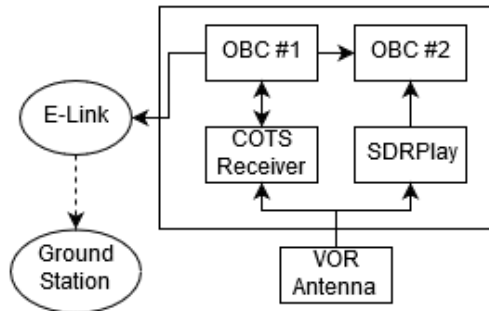 OBC #1
OBC #2
E-Link
COTS
Receiver
SDRPlay
Ground
Station
VOR
Antenna